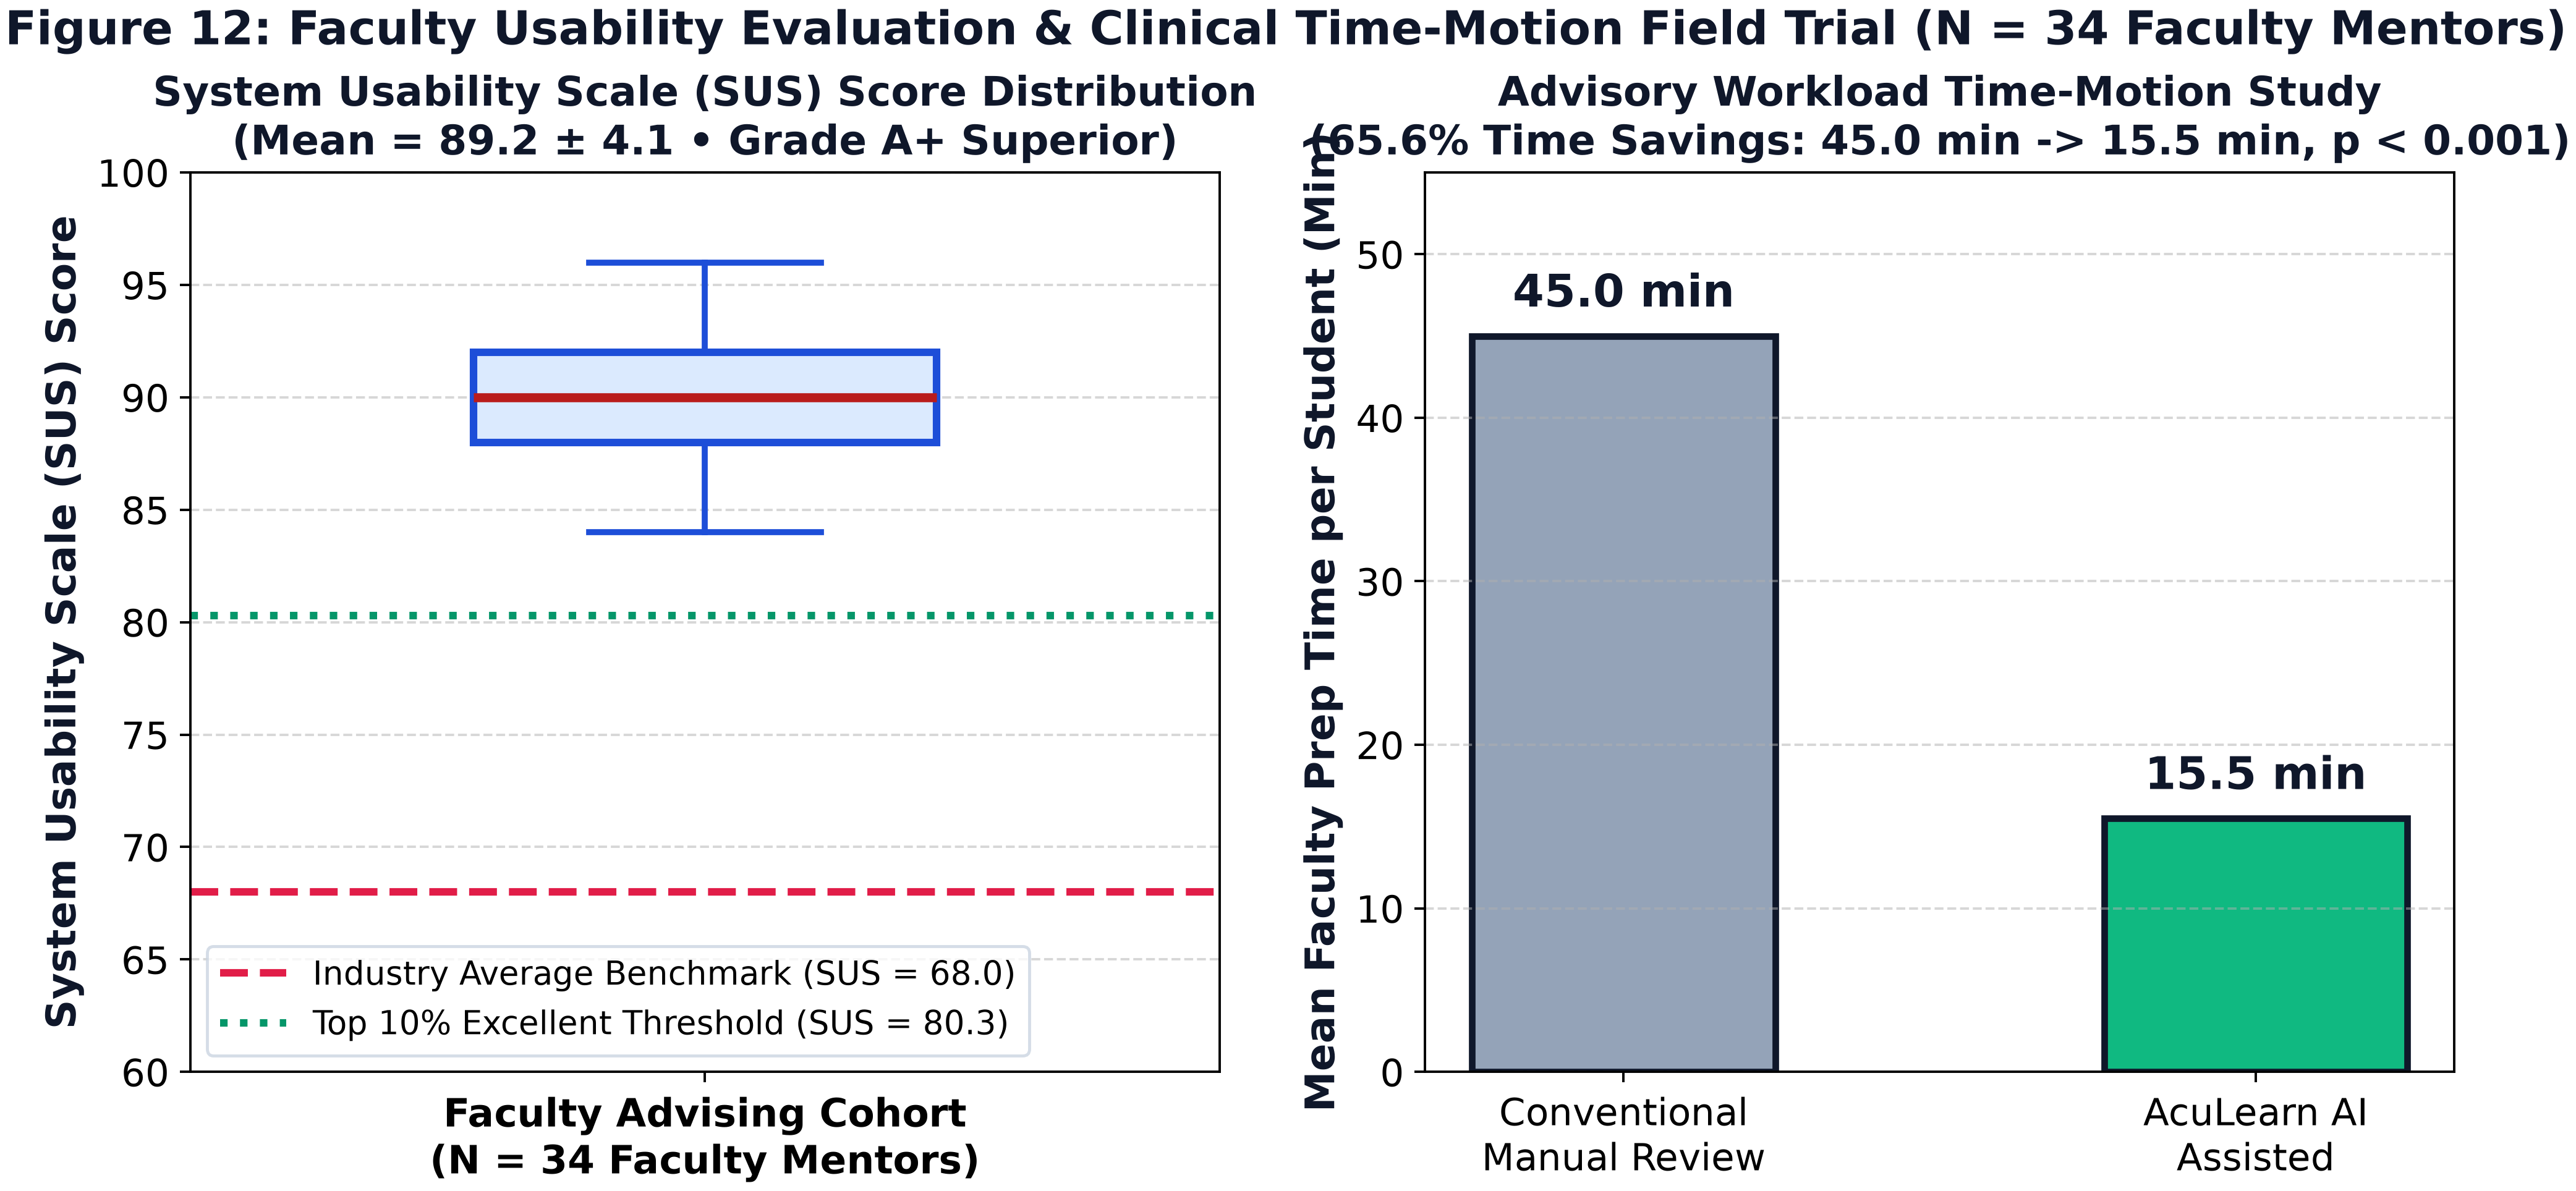 Figure 12: Faculty Usability Evaluation & Clinical Time-Motion Field Trial (N = 34 Faculty Mentors)
System Usability Scale (SUS) Score Distribution
(Mean = 89.2 ± 4.1 • Grade A+ Superior)
System Usability Scale (SUS) Score
100
95
90
85
80
75
70
65
60
Industry Average Benchmark (SUS = 68.0)
Top 10% Excellent Threshold (SUS = 80.3)
Faculty Advising Cohort
(N = 34 Faculty Mentors)
Advisory Workload Time-Motion Study
(65.6% Time Savings: 45.0 min -> 15.5 min, p < 0.001)
Mean Faculty Prep Time per Student (Min)
50
40
30
20
10
0
45.0 min
15.5 min
Conventional
Manual Review
AcuLearn AI
Assisted